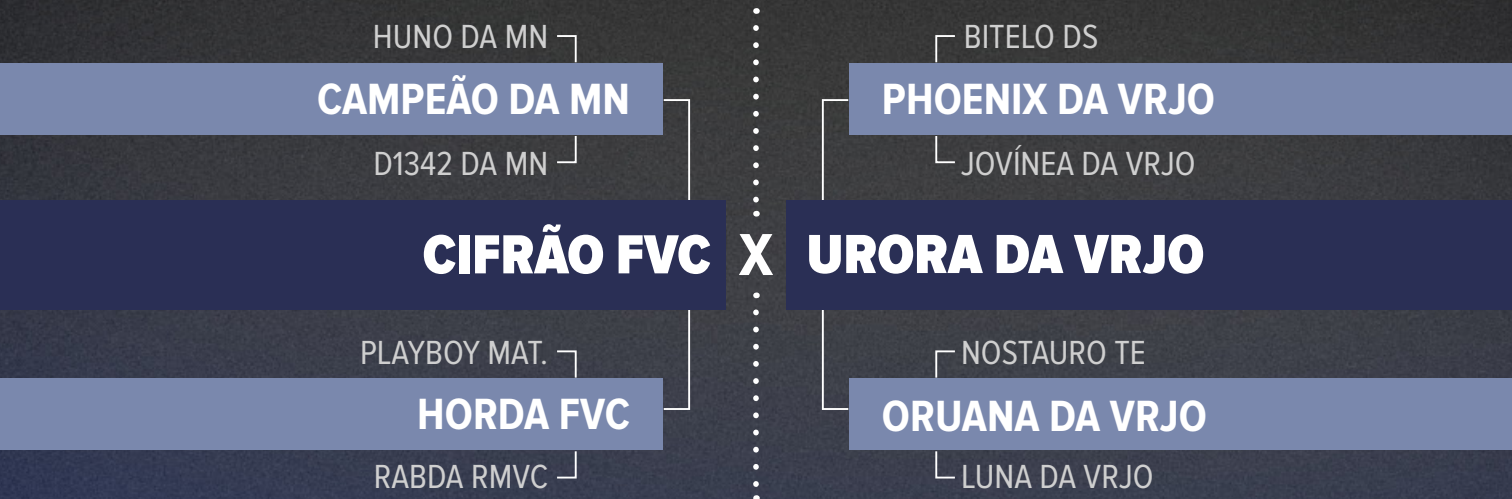 HUNO DA MN
CAMPEÃO DA MN
D1342 DA MN
BITELO DS
PHOENIX DA VRJO
JOVÍNEA DA VRJO
CIFRÃO FVC X URORA DA VRJO
PLAYBOY MAT.
HORDA FVC
RABDA RMVC
NOSTAURO TE
ORUANA DA VRJO
LUNA DA VRJO